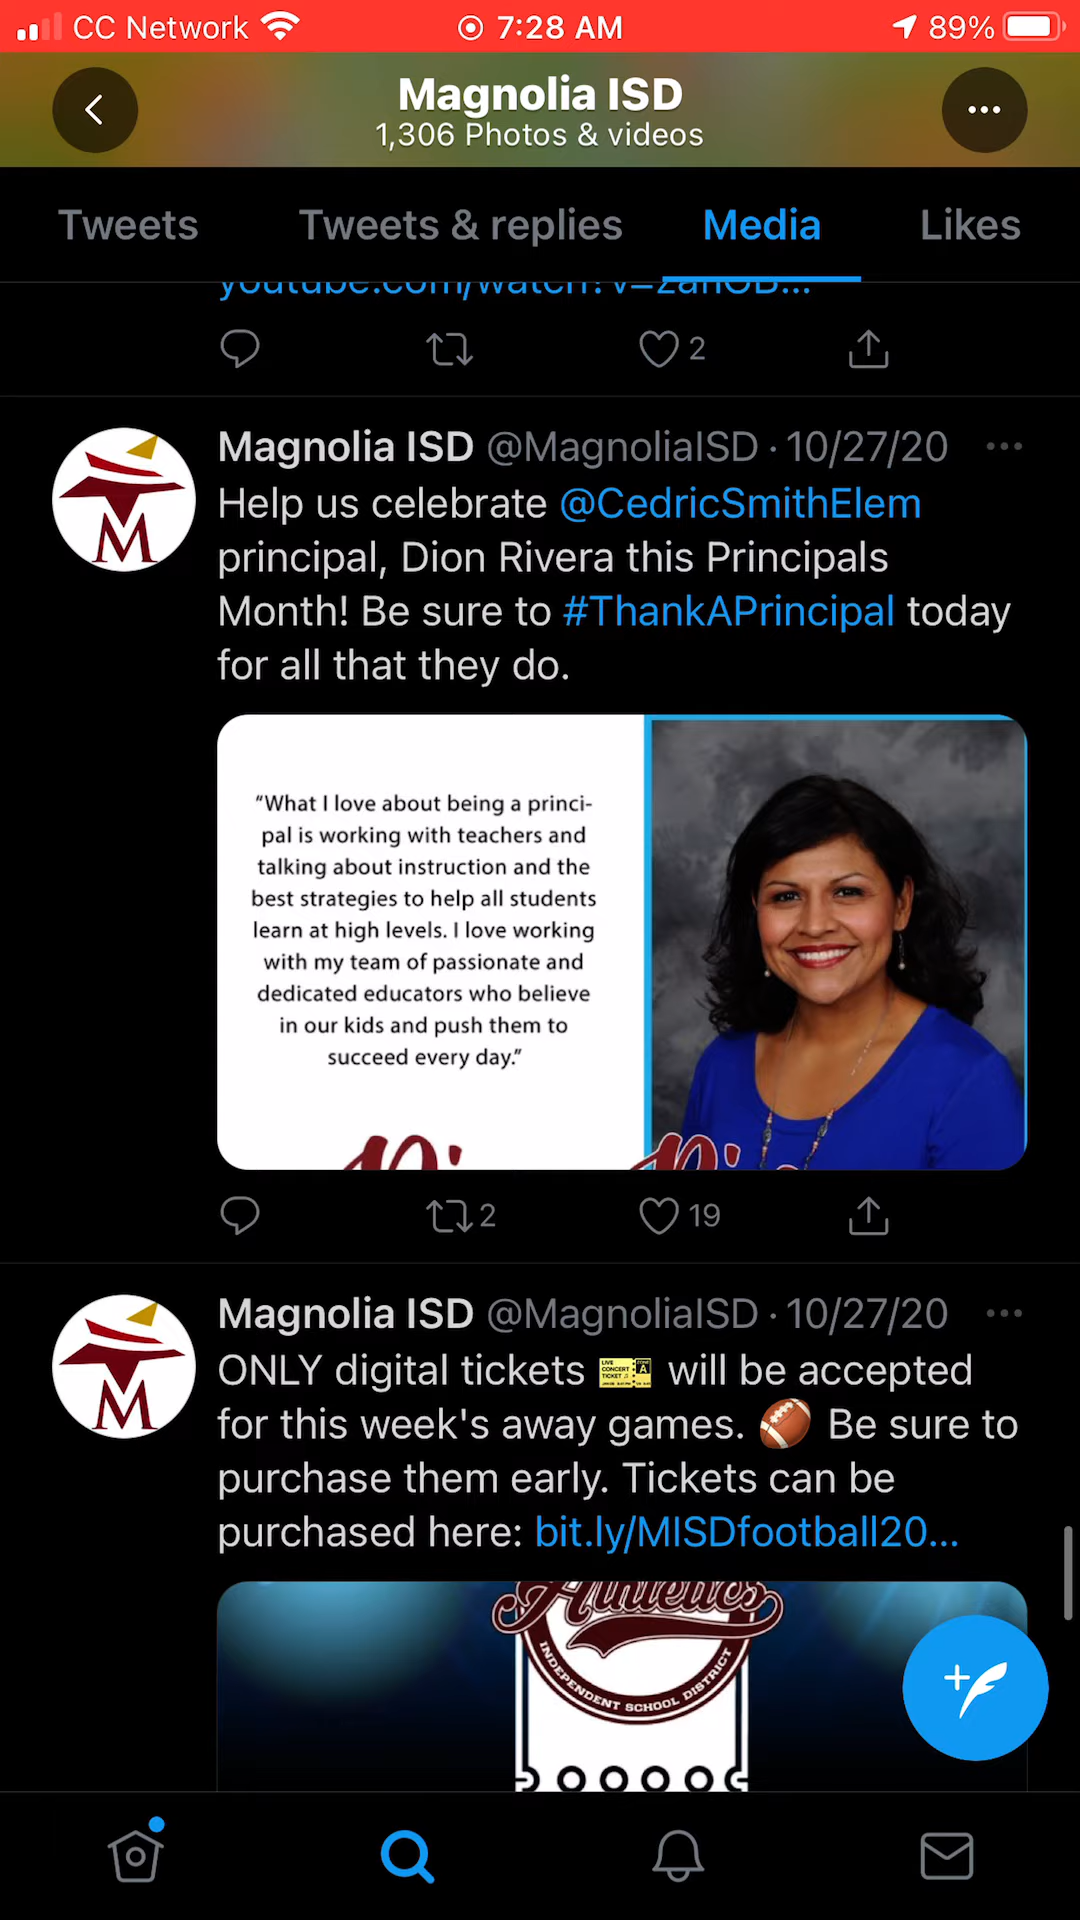 CC Network 7:28 AM 89%
Magnolia ISD
1,306 Photos & videos
Tweets Tweets & replies Media Likes
2
Magnolia ISD @MagnoliaISD · 10/27/20
Help us celebrate @CedricSmithElem
principal, Dion Rivera this Principals
Month! Be sure to #ThankAPrincipal today
for all that they do.
"What I love about being a princi-
pal is working with teachers and
talking about instruction and the
best strategies to help all students
learn at high levels. I love working
with my team of passionate and
dedicated educators who believe
in our kids and push them to
succeed every day."
2 19
M
Magnolia ISD @MagnoliaISD · 10/27/20
ONLY digital tickets will be accepted
for this week's away games. Be sure to
purchase them early. Tickets can be
purchased here: bit.ly/MISDfootball20...
M
Athletics
INDEPENDENT SCHOOL DISTRICT